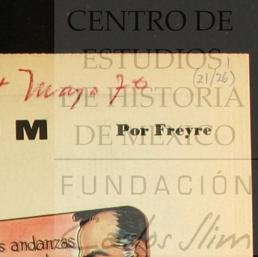 CENTRO DE
ESTUDIOS
Mayo 70
(21/26)
DE HISTORIA
M
Por Freyre
DE MÉXICO
FUNDACIÓN
s andanzas
Carlos Slim